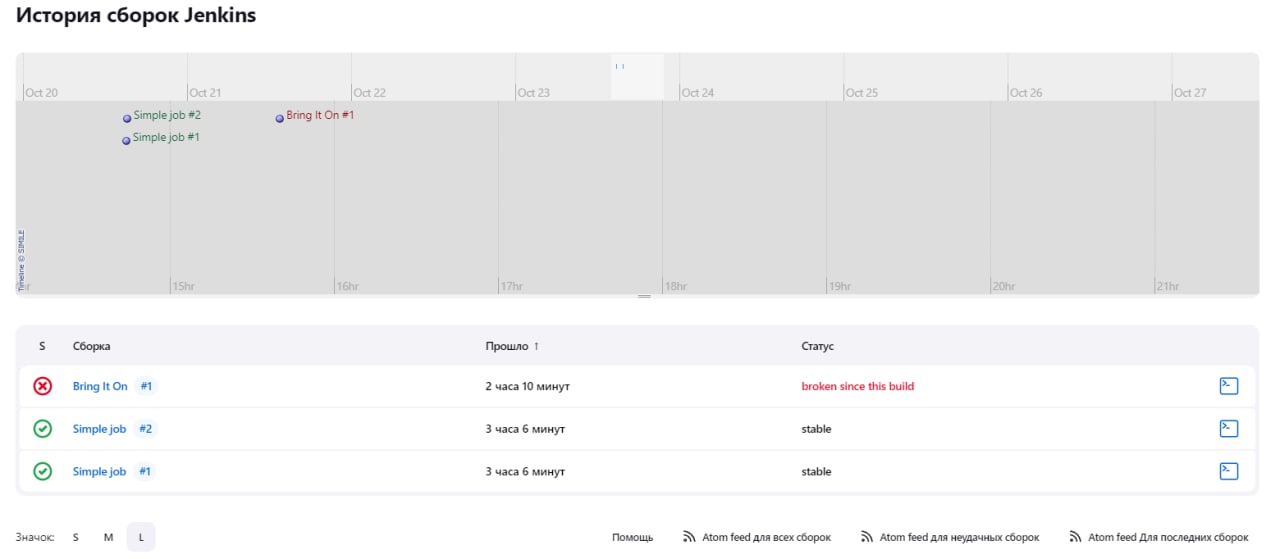 История сборок Jenkins
Oct 20 Oct 21 Oct 22 Oct 23 Oct 24 Oct 25 Oct 26 Oct 27
Simple job #2 Bring It On #1
Simple job #1
Timeline © SIMILE
15hr 16hr 17hr 18hr 19hr 20hr 21hr
S Сборка Прошло ↑ Статус
Bring It On #1 2 часа 10 минут broken since this build
Simple job #2 3 часа 6 минут stable
Simple job #1 3 часа 6 минут stable
Значок: S M L Помощь Atom feed для всех сборок Atom feed для неудачных сборок Atom feed Для последних сборок